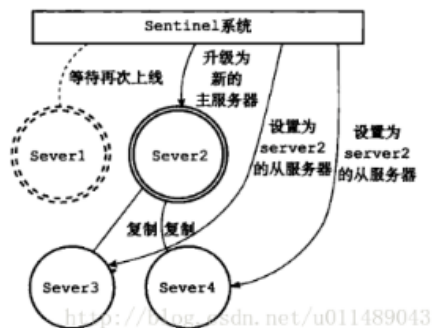 Sentinel系统
等待再次上线
升级为
新的
主服务器
设置为
server2
的从服务器
设置为
server2
的从服务器
Sever1
Sever2
复制
复制
Sever3
Sever4
http://blog.csdn.net/u011489043